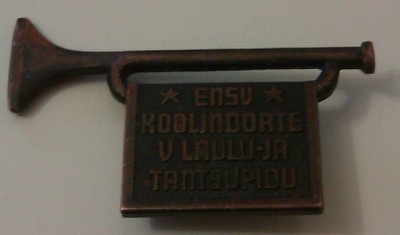 ★ ENSV ★
KOOLINOORTE
V LAULU-JA
TANTSUPIDU